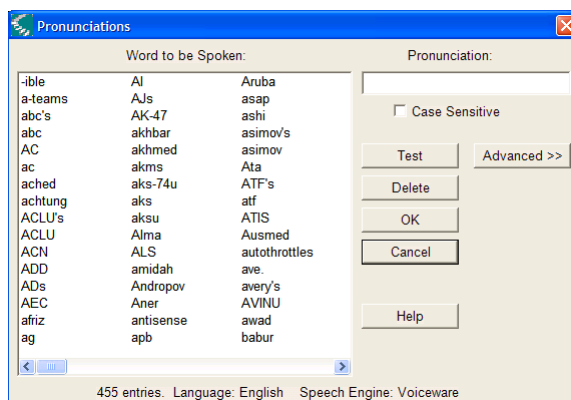 Pronunciations
Word to be Spoken:
Pronunciation:
-ible AI Aruba
a-teams AJs asap
abc's AK-47 ashi
abc akhbar asimov's
AC akhmed asimov
ac akms Ata
ached aks-74u ATF's
achtung aks atf
ACLU's aksu ATIS
ACLU Alma Ausmed
ACN ALS autothrottles
ADD amidah ave.
ADs Andropov avery's
AEC Aner AVINU
afriz antisense awad
ag apb babur
Case Sensitive
Test Advanced >>
Delete
OK
Cancel
Help
455 entries. Language: English Speech Engine: Voiceware